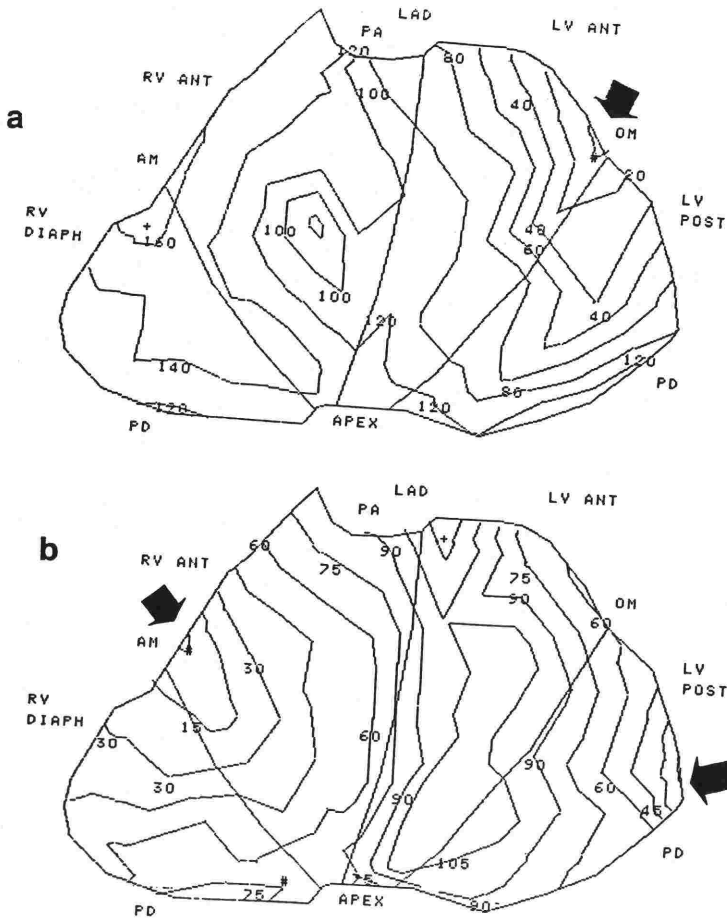 LAD
PA
LV ANT
120
80
RV ANT
100
40
a
OM
AM
#
20
RV
DIAPH
+
160
100
40
60
LV
POST
100
120
40
140
120
80
PD
120
PD
APEX
120
LAD
LV ANT
PA
b
RV ANT
60
75
90
+
75
90
AM
#
30
OM
60
RV
DIAPH
15
LV
POST
30
60
30
90
90
60
45
105
75
#
75
PD
PD
APEX
90